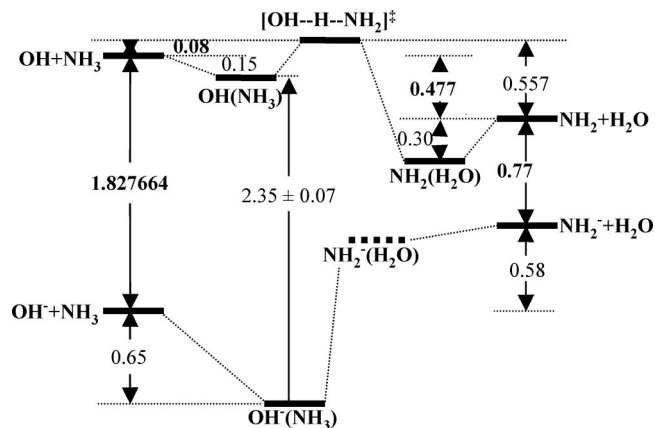 [OH--H--NH₂]‡
0.08
OH+NH₃
0.15
OH(NH₃)
0.477
0.557
0.30
NH₂+H₂O
NH₂(H₂O)
0.77
1.827664
2.35 ± 0.07
NH₂⁻+H₂O
NH₂⁻(H₂O)
0.58
OH⁻+NH₃
0.65
OH⁻(NH₃)